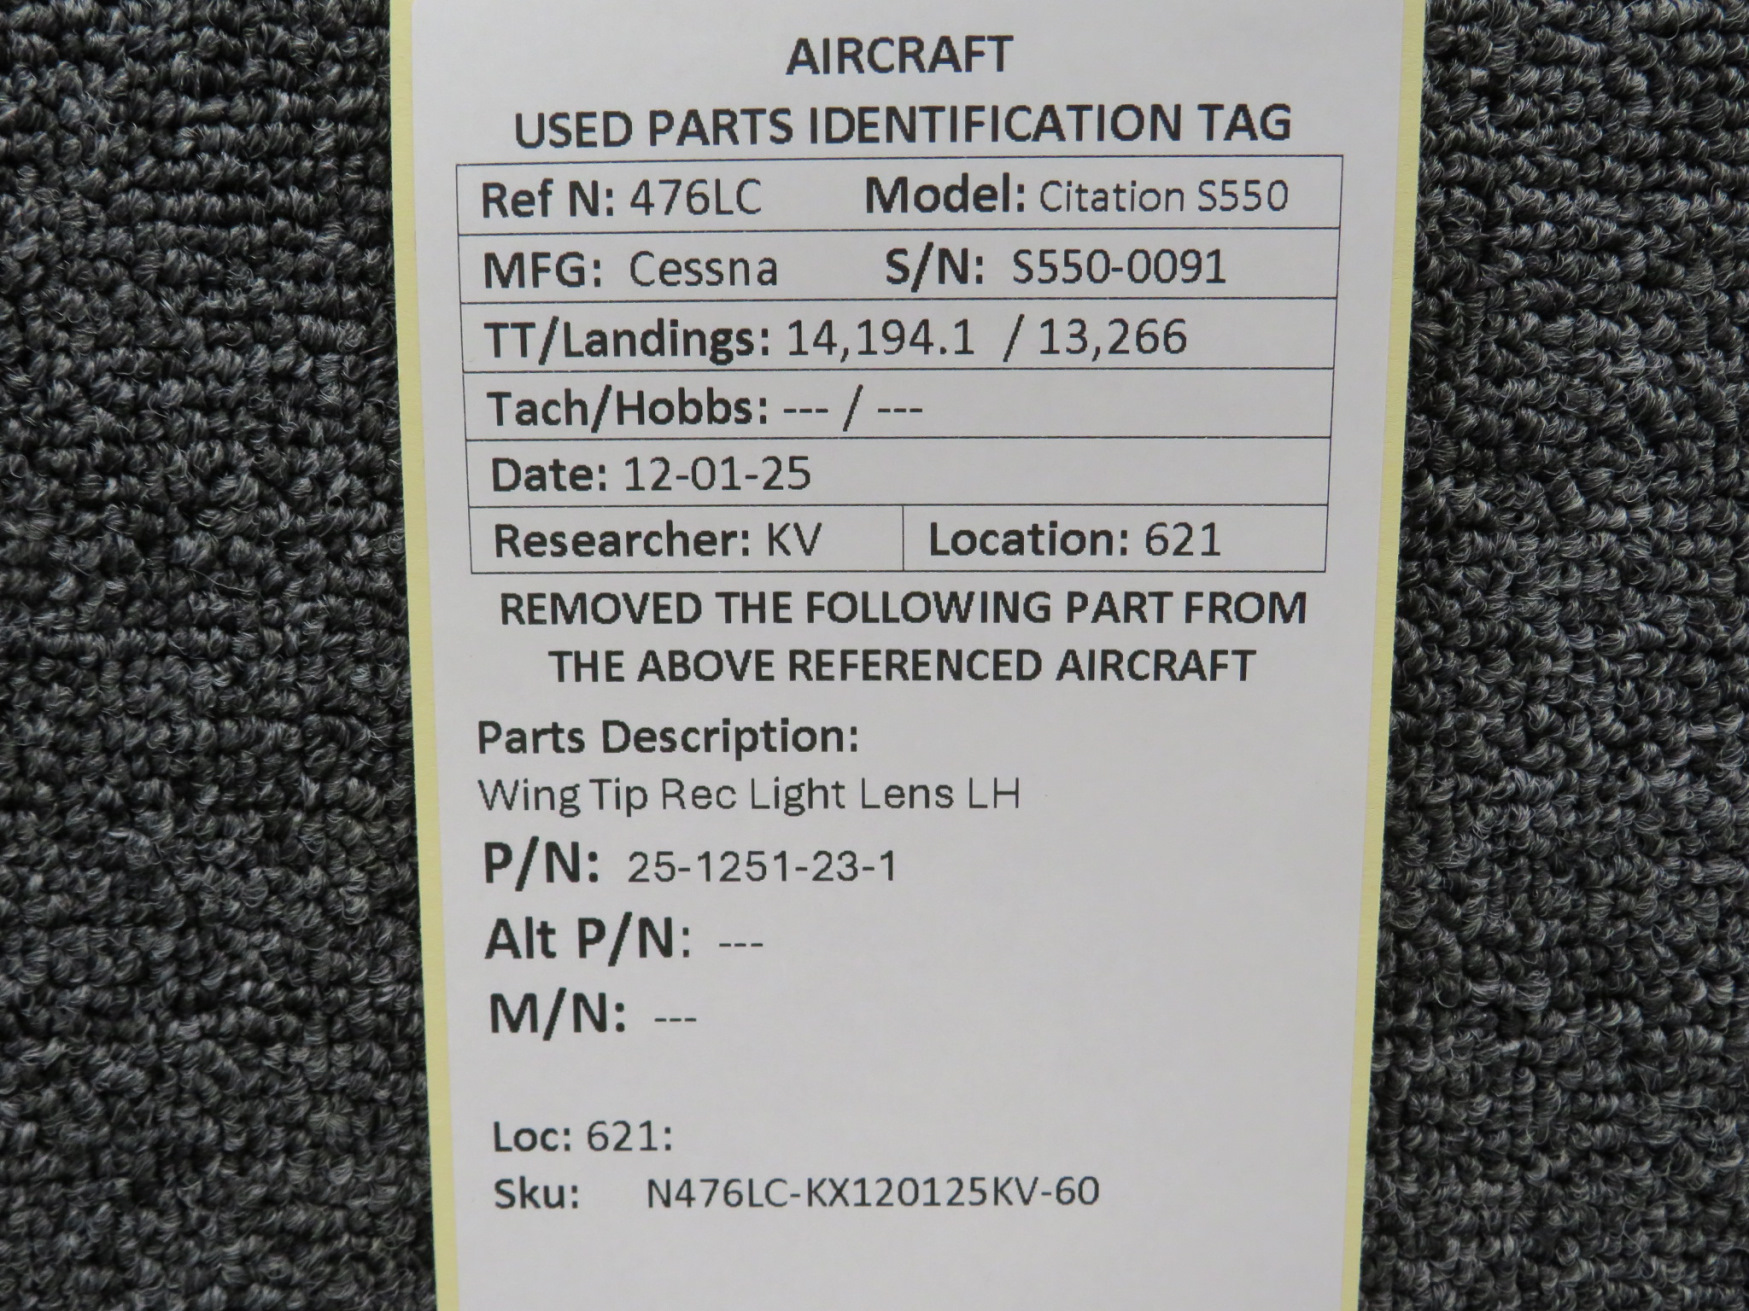 AIRCRAFT
USED PARTS IDENTIFICATION TAG
Ref N: 476LC Model: Citation S550
MFG: Cessna S/N: S550-0091
TT/Landings: 14,194.1 / 13,266
Tach/Hobbs: --- / ---
Date: 12-01-25
Researcher: KV Location: 621
REMOVED THE FOLLOWING PART FROM
THE ABOVE REFERENCED AIRCRAFT
Parts Description:
Wing Tip Rec Light Lens LH
P/N: 25-1251-23-1
Alt P/N: ---
M/N: ---
Loc: 621:
Sku: N476LC-KX120125KV-60